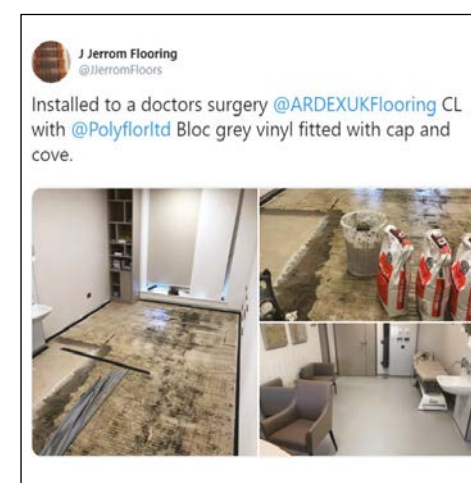 J Jerrom Flooring
@JJerromFloors
Installed to a doctors surgery @ARDEXUKFlooring CL
with @Polyflorltd Bloc grey vinyl fitted with cap and
cove.